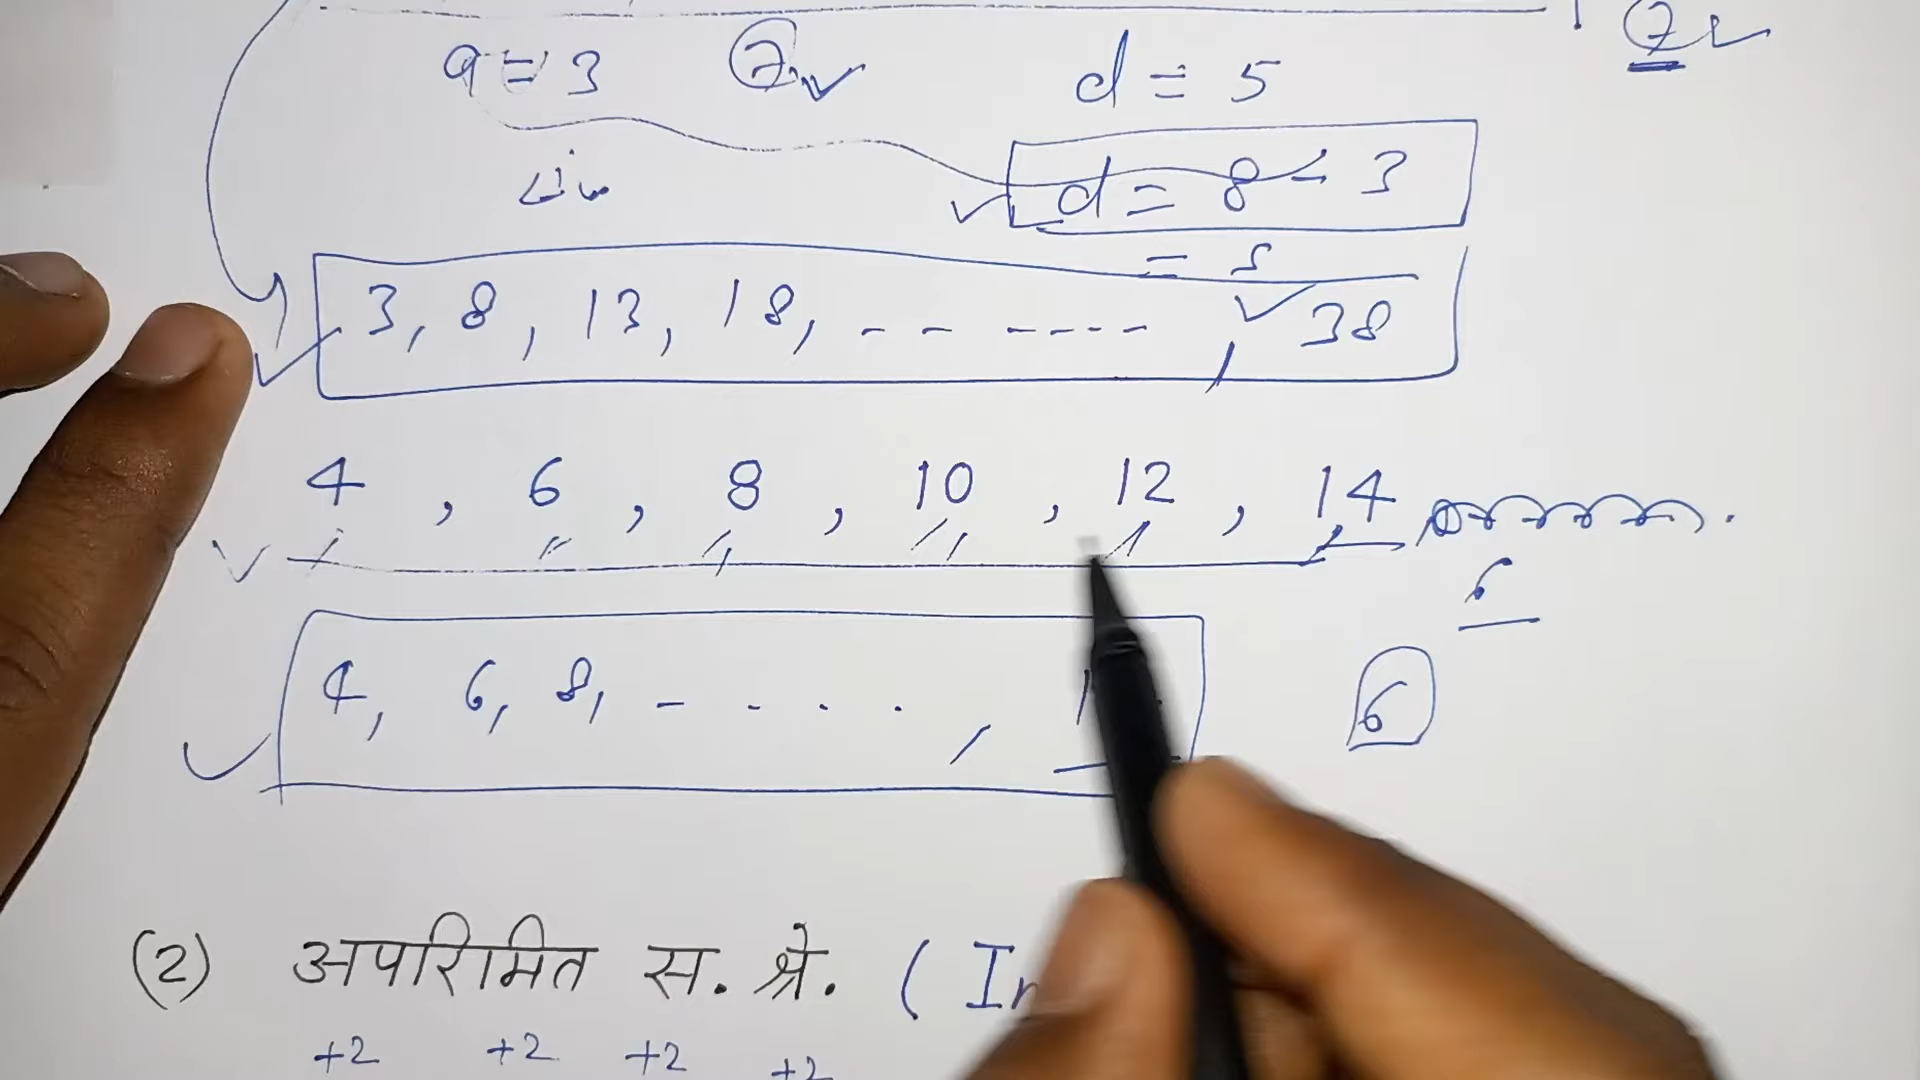 a = 3 d = 5
d = 8 - 3
= 5
3, 8, 13, 18, - - - - - - , 38
4 , 6 , 8 , 10 , 12 , 14
6
4, 6, 8, - . . . . ,
6
(2) अपरिमित स. श्रे. ( In
+2 +2 +2 +2